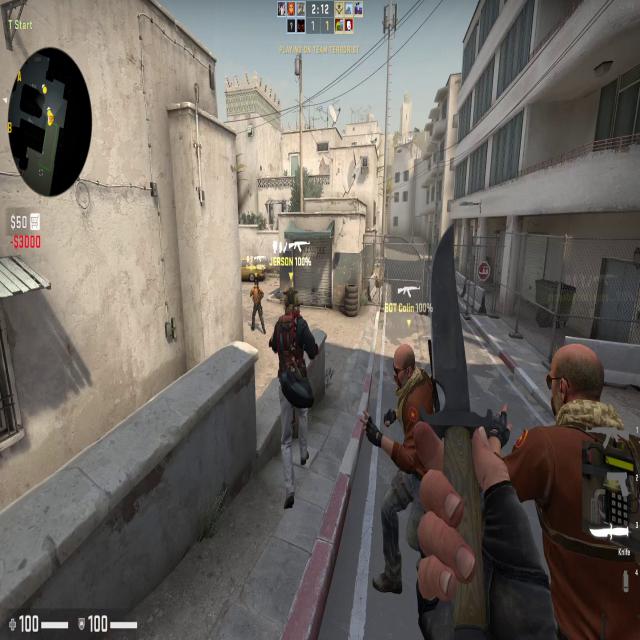 T Start
2:12
1 1
PLAYING ON TEAM TERRORIST
A
B
$50
-$3000
JERSON 100%
BOT Colin 100%
Knife
100
100